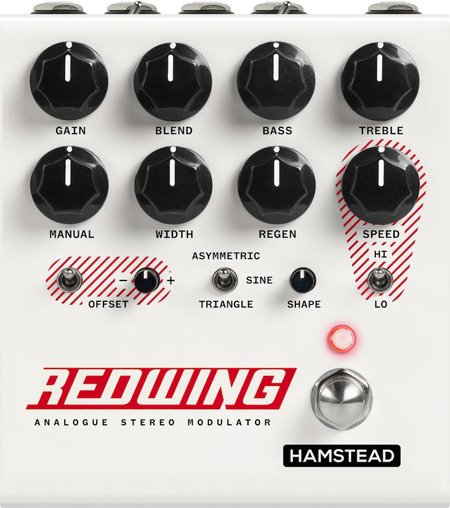 GAIN BLEND BASS TREBLE
MANUAL WIDTH REGEN SPEED
ASYMMETRIC HI
− + SINE
OFFSET TRIANGLE SHAPE LO
REDWING
ANALOGUE STEREO MODULATOR
HAMSTEAD